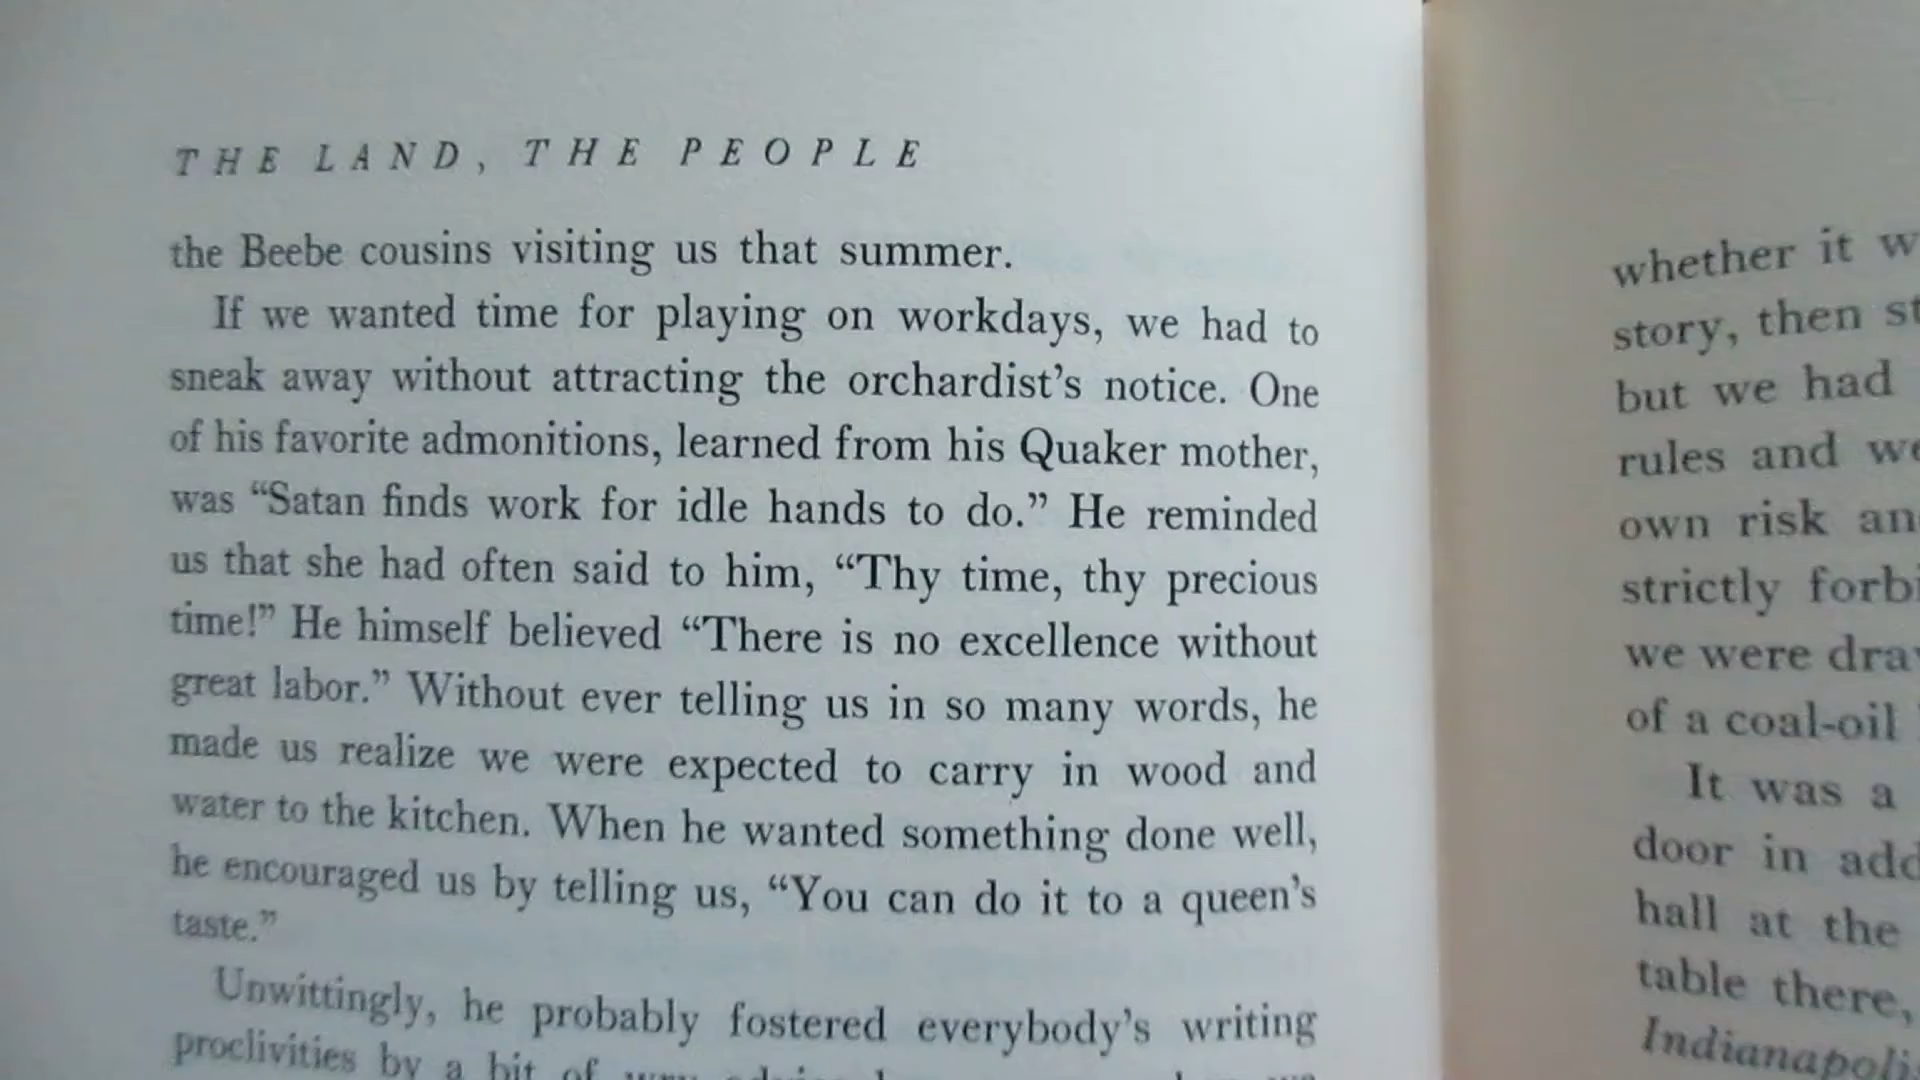 THE LAND, THE PEOPLE
the Beebe cousins visiting us that summer.
If we wanted time for playing on workdays, we had to
sneak away without attracting the orchardist’s notice. One
of his favorite admonitions, learned from his Quaker mother,
was “Satan finds work for idle hands to do.” He reminded
us that she had often said to him, “Thy time, thy precious
time!” He himself believed “There is no excellence without
great labor.” Without ever telling us in so many words, he
made us realize we were expected to carry in wood and
water to the kitchen. When he wanted something done well,
he encouraged us by telling us, “You can do it to a queen’s
taste.”
Unwittingly, he probably fostered everybody’s writing
proclivities by a bit of
whether it
story, then
but we had
rules and
own risk
strictly
we were
of a coal-oil
It was a
door in
hall at the
table there,